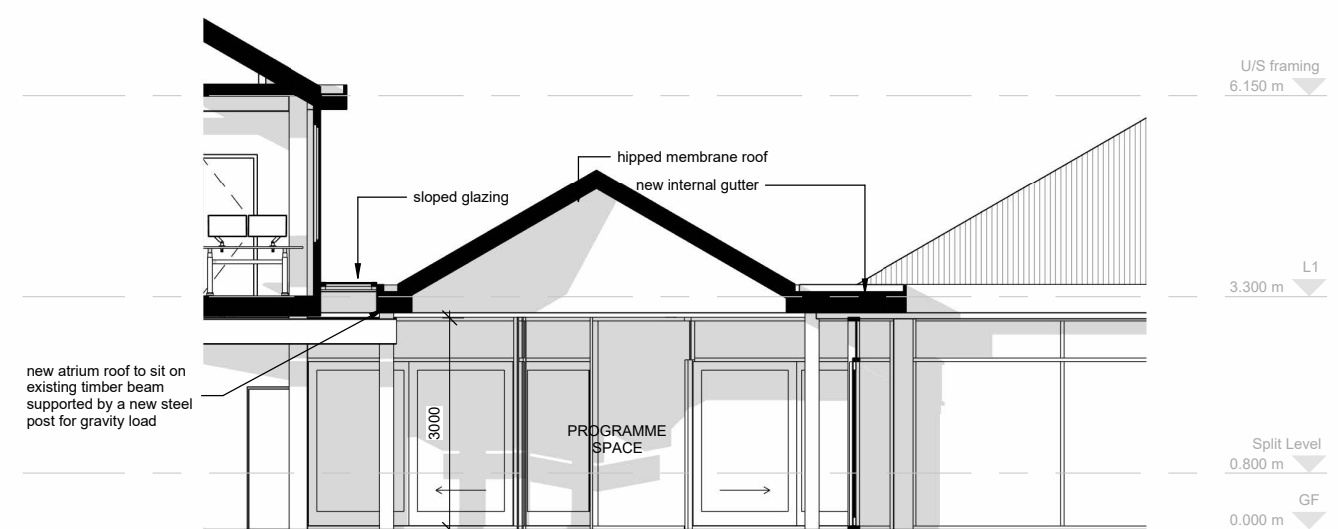 U/S framing
6.150 m
hipped membrane roof
new internal gutter
sloped glazing
L1
3.300 m
new atrium roof to sit on
existing timber beam
supported by a new steel
post for gravity load
3000
PROGRAMME
SPACE
Split Level
0.800 m
GF
0.000 m